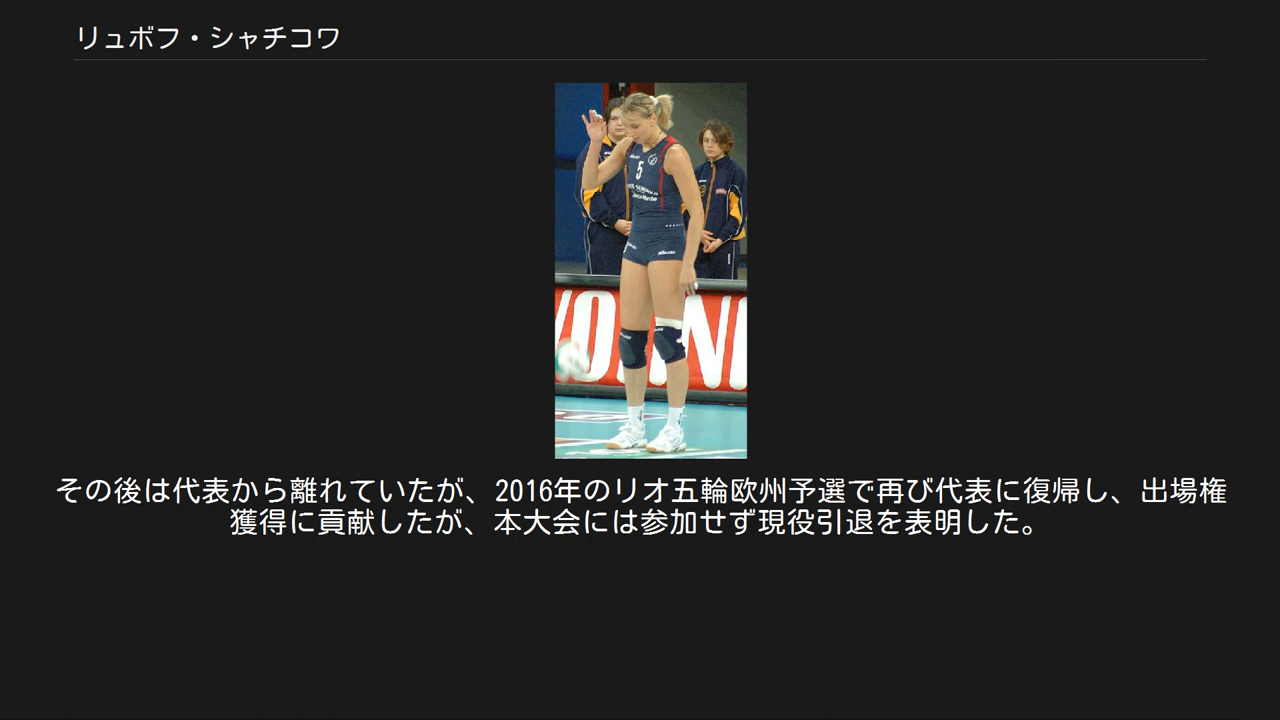 リュボフ・シャチコワ
5
その後は代表から離れていたが、2016年のリオ五輪欧州予選で再び代表に復帰し、出場権
獲得に貢献したが、本大会には参加せず現役引退を表明した。